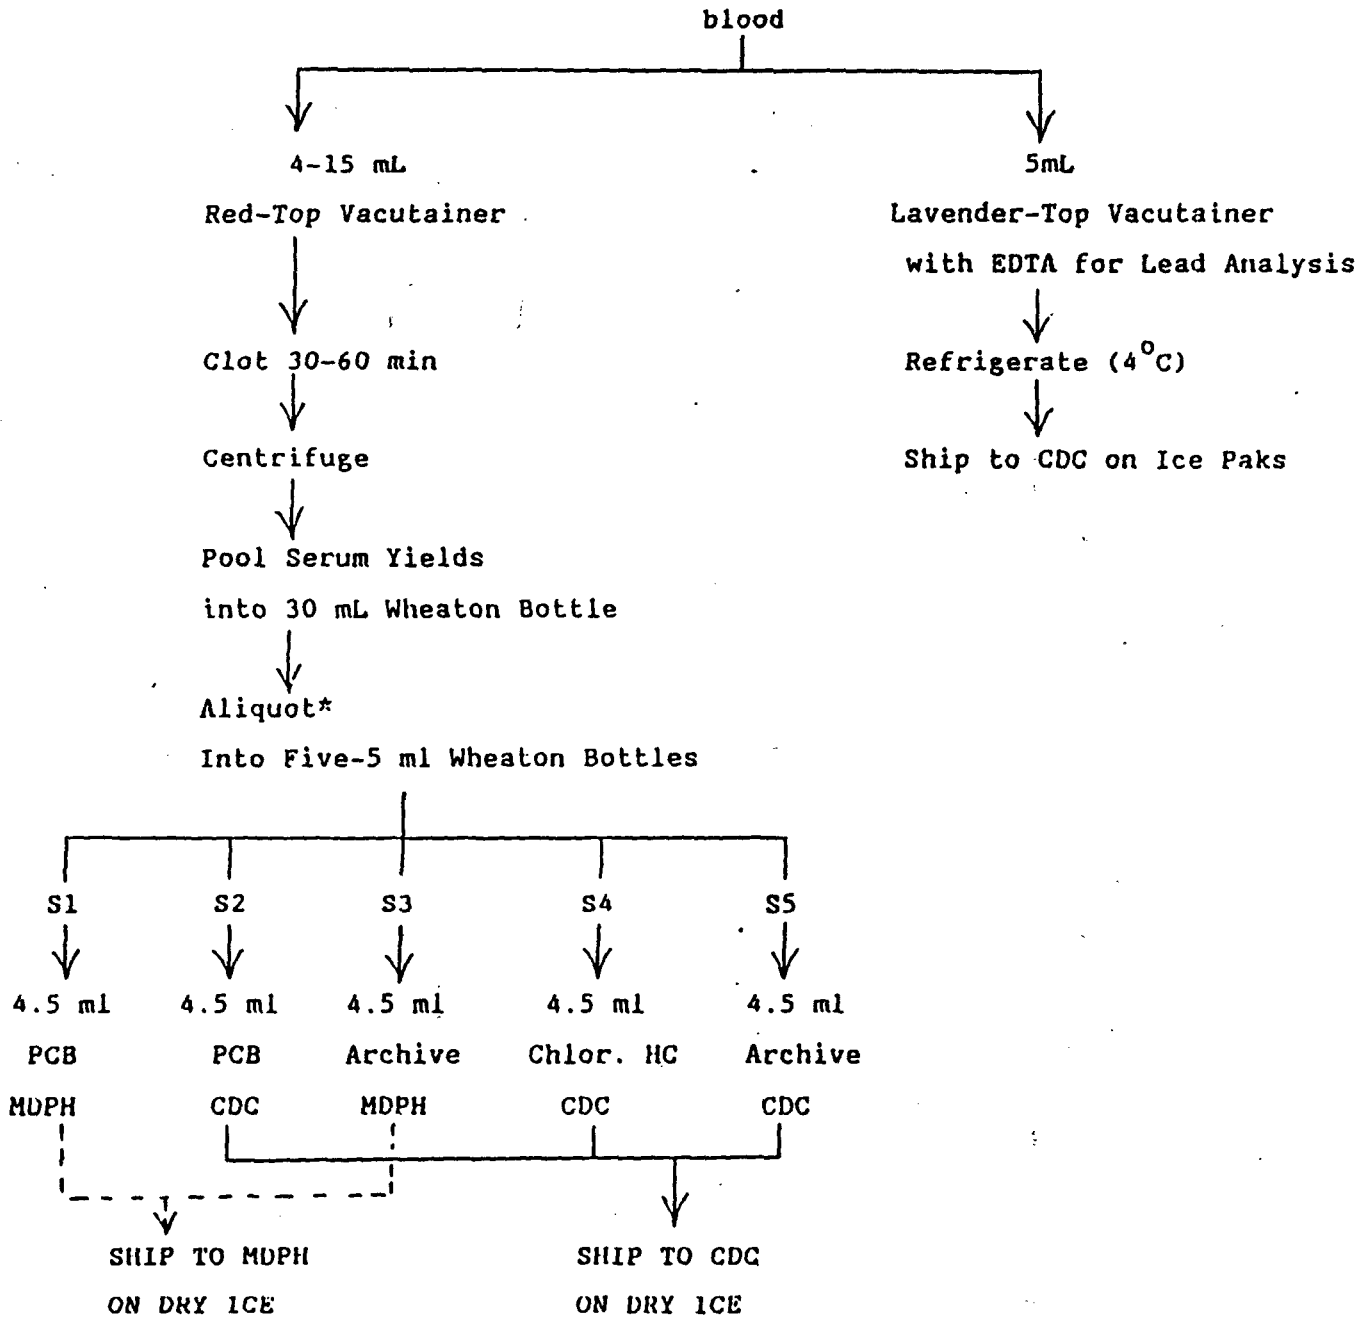 blood
4-15 mL
Red-Top Vacutainer
Clot 30-60 min
Centrifuge
Pool Serum Yields
into 30 mL Wheaton Bottle
Aliquot*
Into Five-5 ml Wheaton Bottles
5mL
Lavender-Top Vacutainer
with EDTA for Lead Analysis
Refrigerate (4°C)
Ship to CDC on Ice Paks
S1 S2 S3 S4 S5
4.5 ml 4.5 ml 4.5 ml 4.5 ml 4.5 ml
PCB PCB Archive Chlor. HC Archive
MDPH CDC MDPH CDC CDC
SHIP TO MDPH
ON DRY ICE
SHIP TO CDC
ON DRY ICE